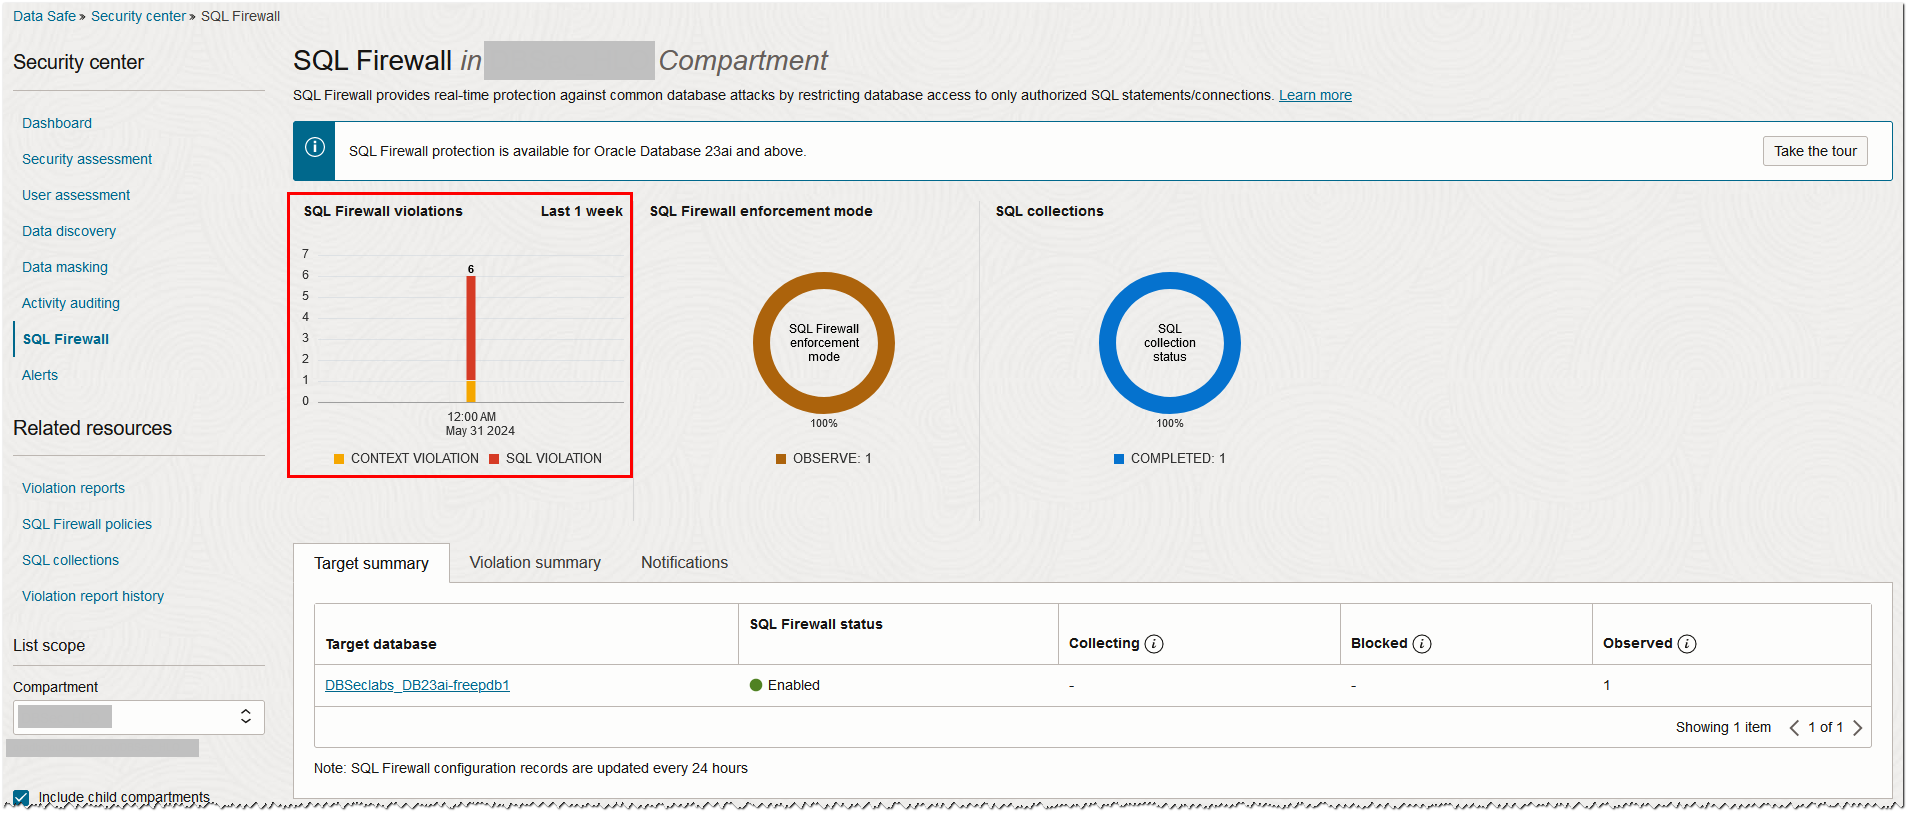 Data Safe » Security center » SQL Firewall
Security center
Dashboard
Security assessment
User assessment
Data discovery
Data masking
Activity auditing
SQL Firewall
Alerts
Related resources
Violation reports
SQL Firewall policies
SQL collections
Violation report history
List scope
Compartment
Include child compartments
SQL Firewall in Compartment
SQL Firewall provides real-time protection against common database attacks by restricting database access to only authorized SQL statements/connections. Learn more
SQL Firewall protection is available for Oracle Database 23ai and above.
Take the tour
SQL Firewall violations Last 1 week
7
6
5
4
3
2
1
0
6
12:00 AM
May 31 2024
CONTEXT VIOLATION SQL VIOLATION
SQL Firewall enforcement mode
SQL Firewall
enforcement
mode
100%
OBSERVE: 1
SQL collections
SQL
collection
status
100%
COMPLETED: 1
Target summary Violation summary Notifications
Target database SQL Firewall status Collecting Blocked Observed
DBSeclabs_DB23ai-freepdb1 Enabled - - 1
Showing 1 item 1 of 1
Note: SQL Firewall configuration records are updated every 24 hours